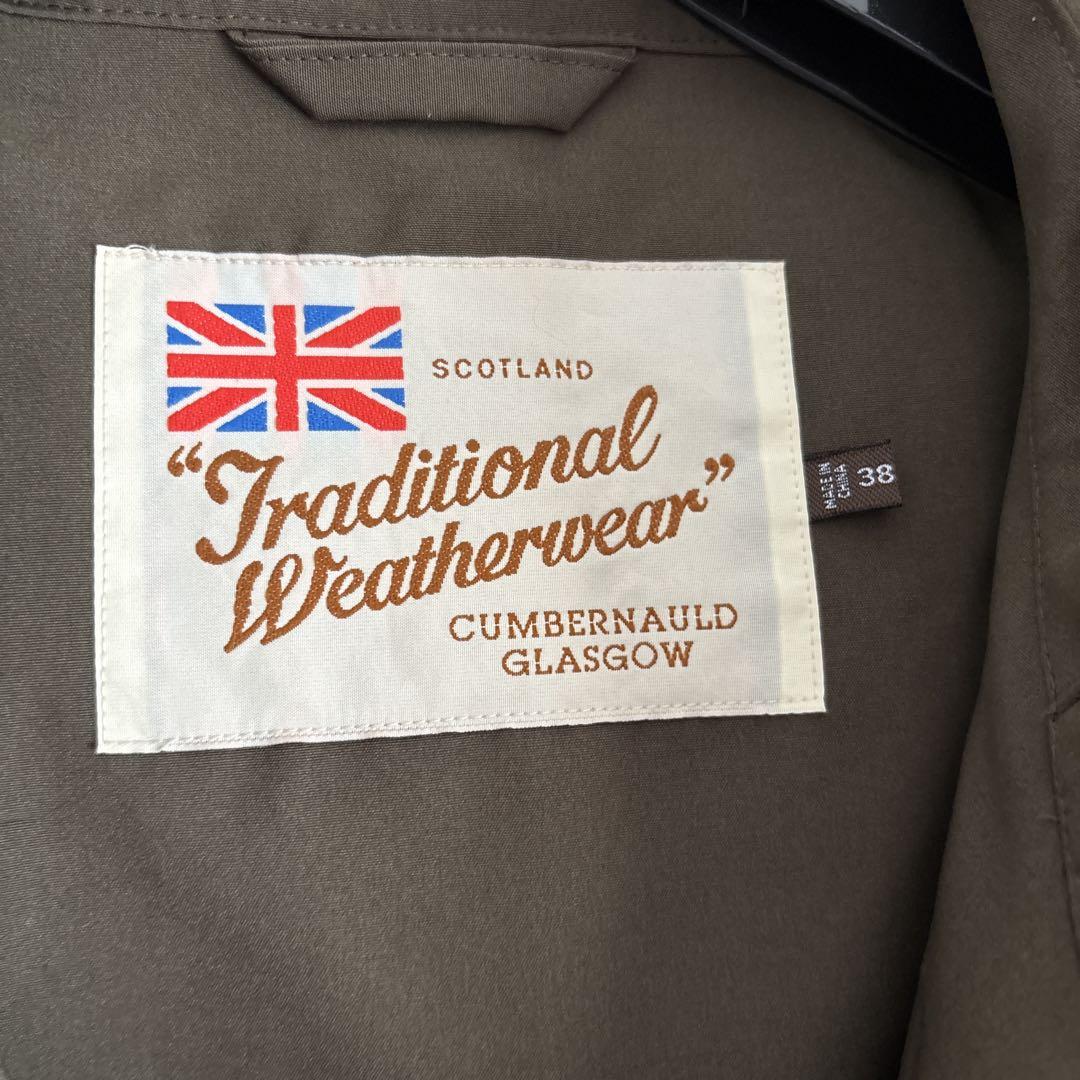 SCOTLAND
“Traditional
Weatherwear”
CUMBERNAULD
GLASGOW
MADE IN
CHINA
38